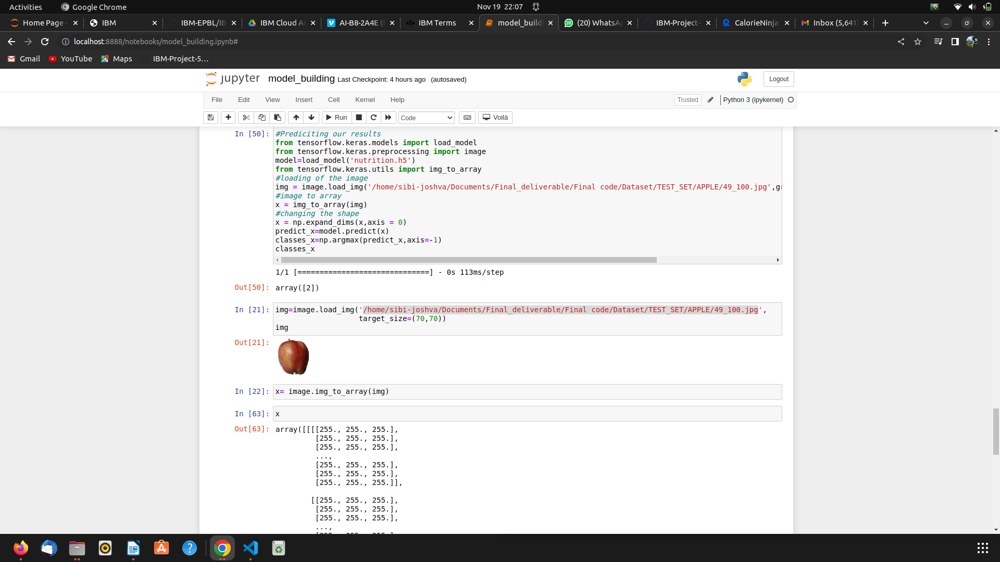 Activities
Google Chrome
Nov 19 22:07
Home Page -
IBM
IBM-EPBL/IB
IBM Cloud Ac
AI-B8-2A4E (
IBM Terms
model_build
(20) WhatsA
IBM-Project-
CalorieNinja
Inbox (5,641)
localhost:8888/notebooks/model_building.ipynb#
Gmail
YouTube
Maps
IBM-Project-5...
jupyter
model_building Last Checkpoint: 4 hours ago (autosaved)
Logout
File Edit View Insert Cell Kernel Help
Trusted
Python 3 (ipykernel)
Run
Code
Voilà
In [50]:
#Prediciting our results
from tensorflow.keras.models import load_model
from tensorflow.keras.preprocessing import image
model=load_model('nutrition.h5')
from tensorflow.keras.utils import img_to_array
#loading of the image
img = image.load_img('/home/sibi-joshva/Documents/Final_deliverable/Final code/Dataset/TEST_SET/APPLE/49_100.jpg',gr
#image to array
x = img_to_array(img)
#changing the shape
x = np.expand_dims(x,axis = 0)
predict_x=model.predict(x)
classes_x=np.argmax(predict_x,axis=-1)
classes_x
1/1 [==============================] - 0s 113ms/step
Out[50]: array([2])
In [21]:
img=image.load_img('/home/sibi-joshva/Documents/Final_deliverable/Final code/Dataset/TEST_SET/APPLE/49_100.jpg',
target_size=(70,70))
img
Out[21]:
In [22]: x= image.img_to_array(img)
In [63]: x
Out[63]: array([[[[255., 255., 255.],
[255., 255., 255.],
[255., 255., 255.],
...,
[255., 255., 255.],
[255., 255., 255.],
[255., 255., 255.]],
[[255., 255., 255.],
[255., 255., 255.],
[255., 255., 255.],
...,